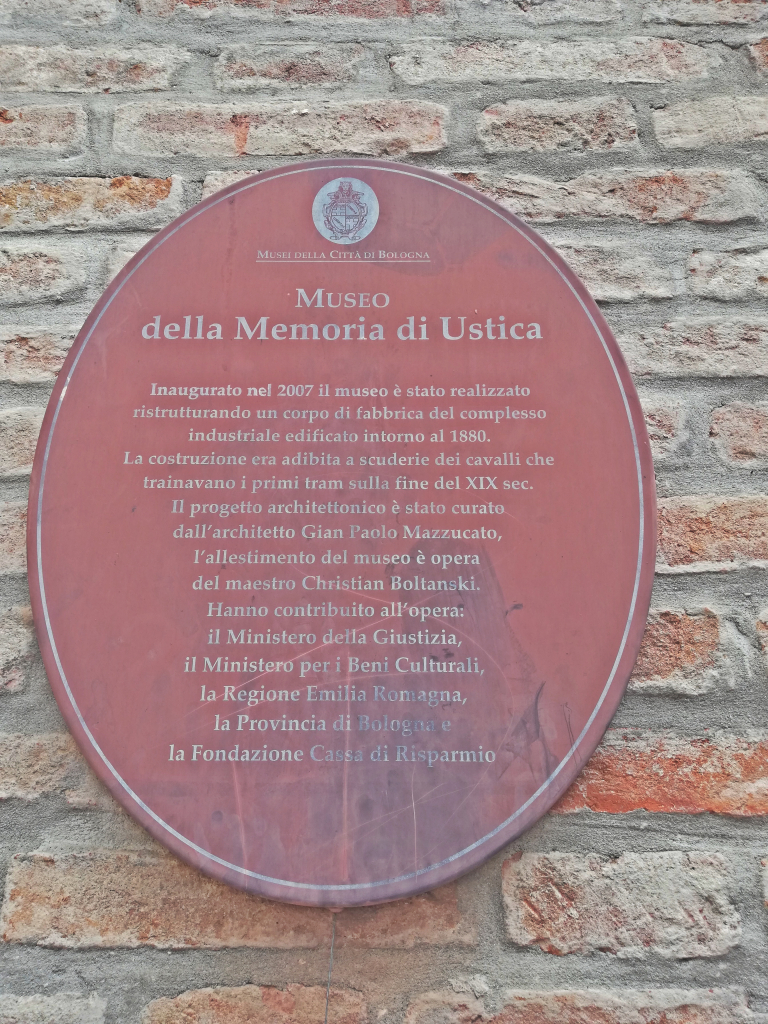 MUSEI DELLA CITTÀ DI BOLOGNA
MUSEO
della Memoria di Ustica
Inaugurato nel 2007 il museo è stato realizzato
ristrutturando un corpo di fabbrica del complesso
industriale edificato intorno al 1880.
La costruzione era adibita a scuderie dei cavalli che
trainavano i primi tram sulla fine del XIX sec.
Il progetto architettonico è stato curato
dall'architetto Gian Paolo Mazzucato,
l'allestimento del museo è opera
del maestro Christian Boltanski.
Hanno contribuito all'opera:
il Ministero della Giustizia,
il Ministero per i Beni Culturali,
la Regione Emilia Romagna,
la Provincia di Bologna e
la Fondazione Cassa di Risparmio